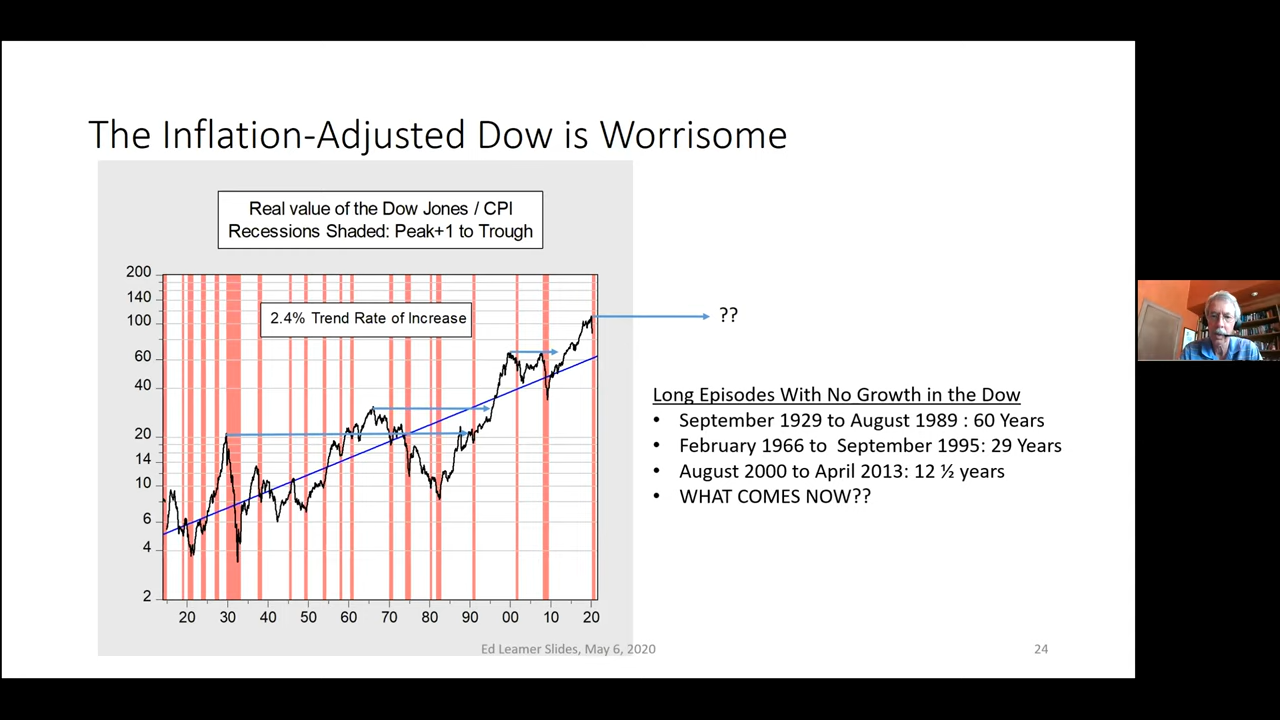 The Inflation-Adjusted Dow is Worrisome
Real value of the Dow Jones / CPI
Recessions Shaded: Peak+1 to Trough
200
140
100
60
40
20
14
10
6
4
2
2.4% Trend Rate of Increase
20 30 40 50 60 70 80 90 00 10 20
??
Long Episodes With No Growth in the Dow
• September 1929 to August 1989 : 60 Years
• February 1966 to September 1995: 29 Years
• August 2000 to April 2013: 12 ½ years
• WHAT COMES NOW??
Ed Leamer Slides, May 6, 2020
24